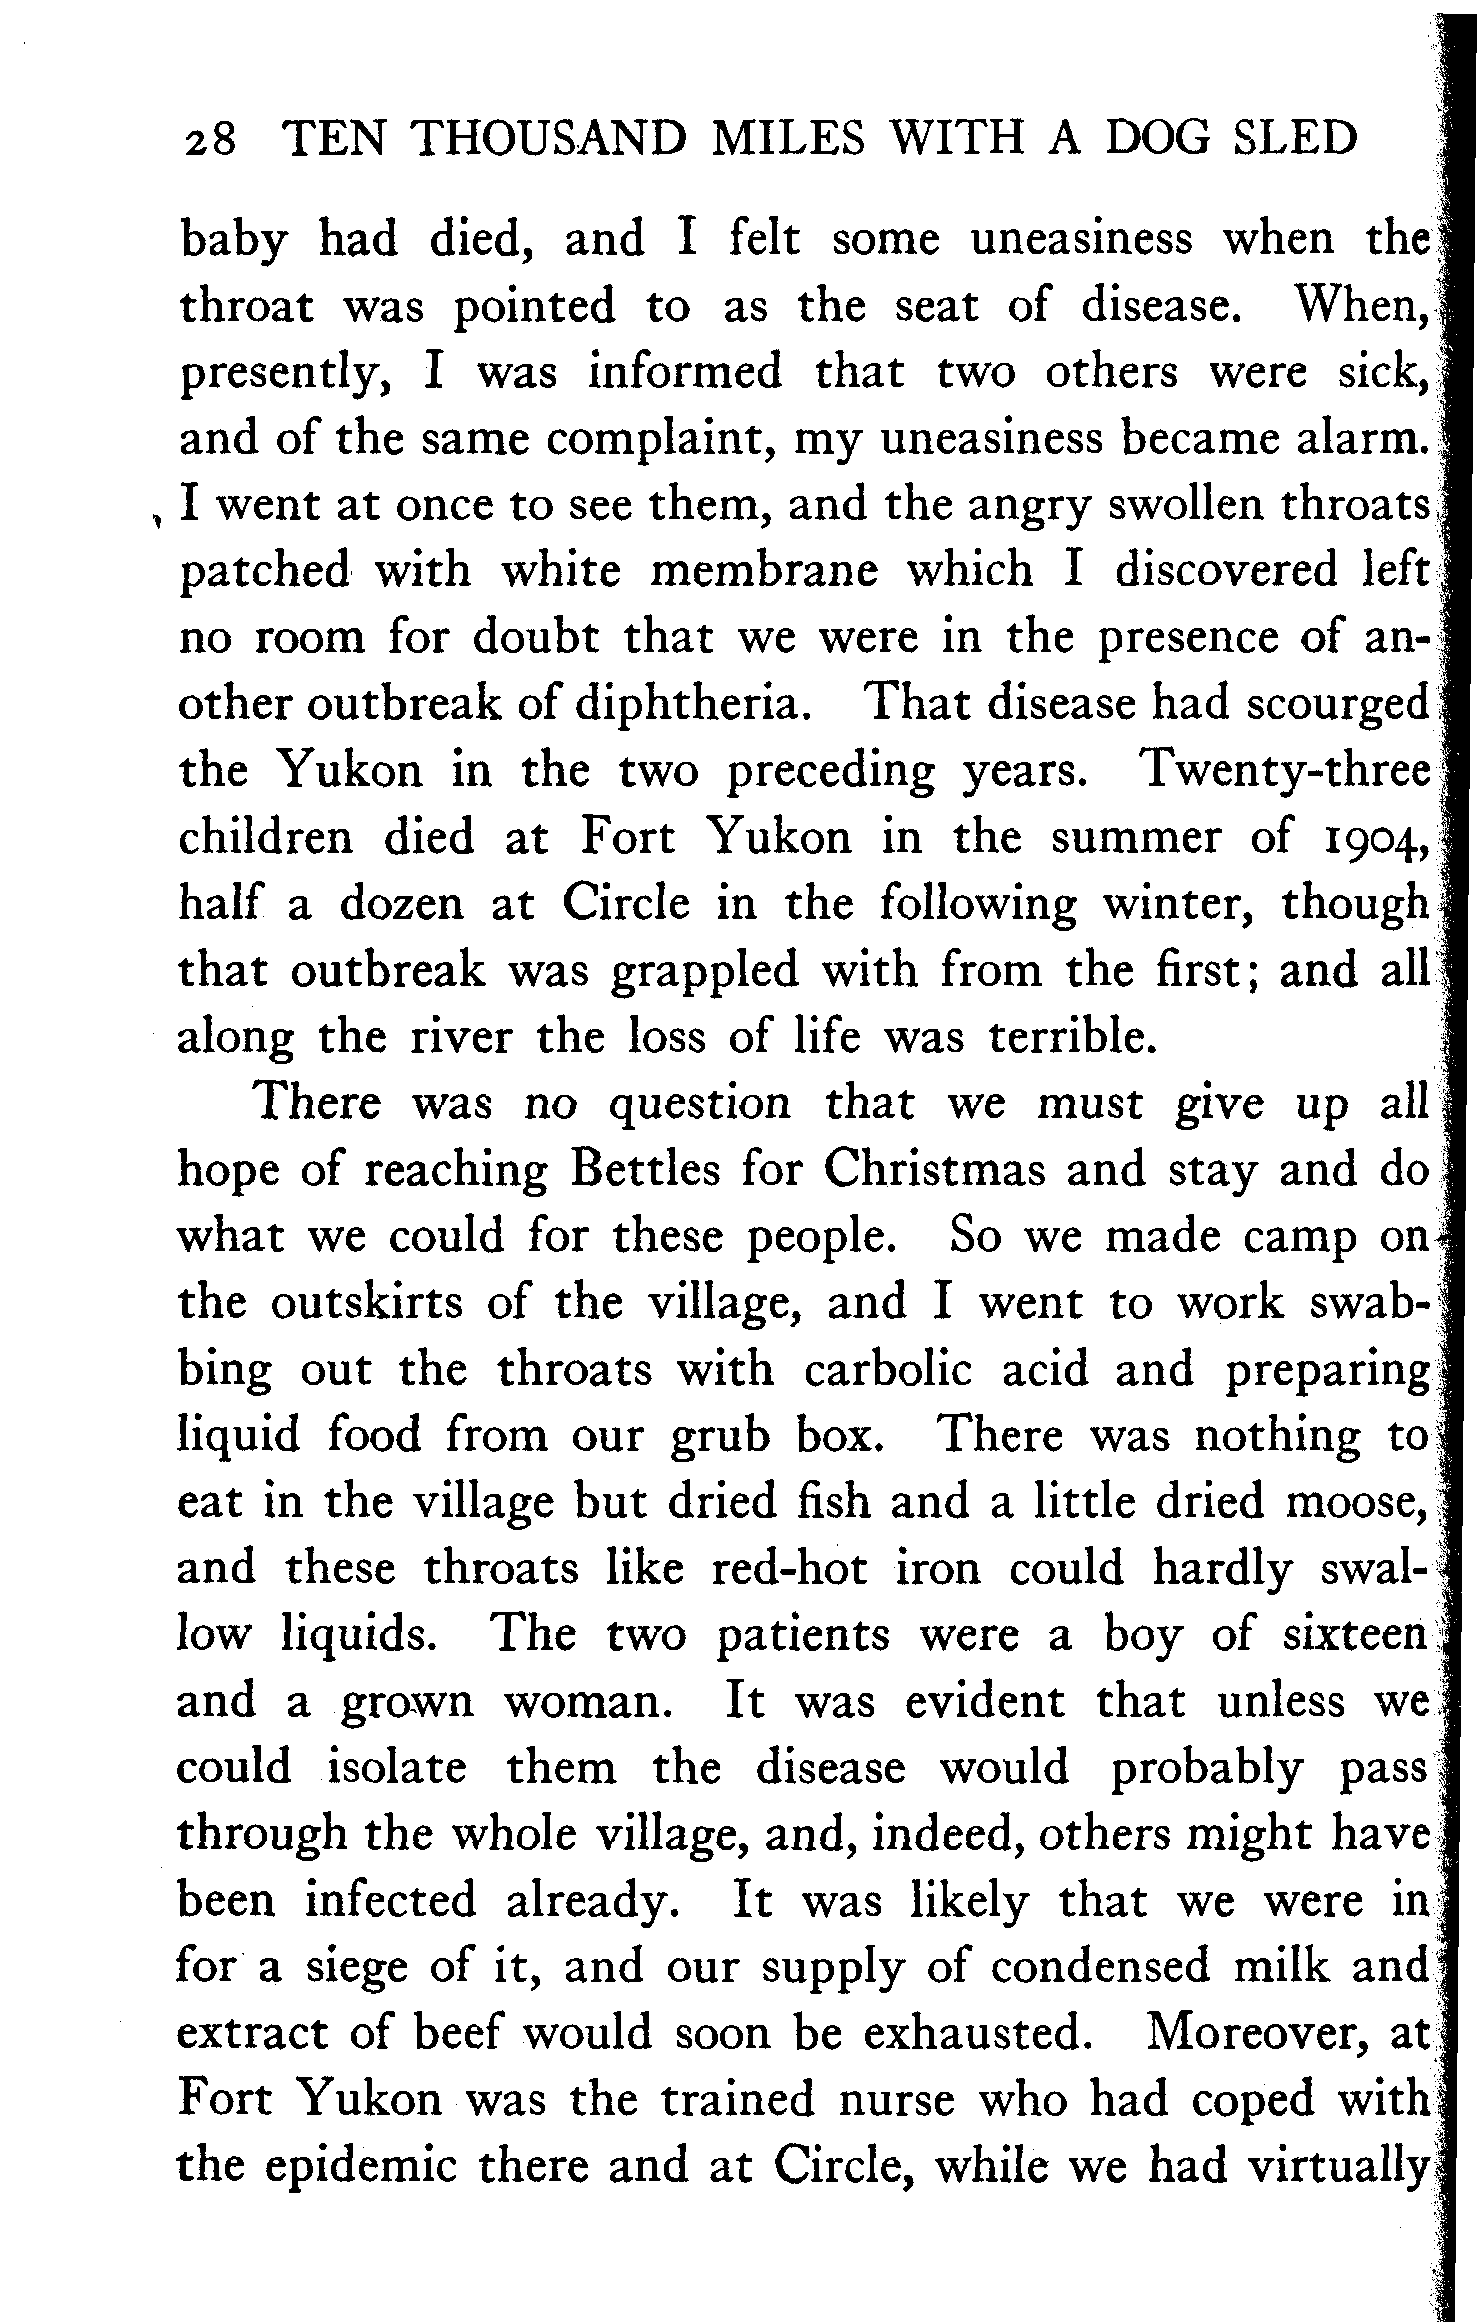 28 TEN THOUSAND MILES WITH A DOG SLED
baby had died, and I felt some uneasiness when the
throat was pointed to as the seat of disease. When,
presently, I was informed that two others were sick,
and of the same complaint, my uneasiness became alarm.
I went at once to see them, and the angry swollen throats
patched with white membrane which I discovered left
no room for doubt that we were in the presence of an-
other outbreak of diphtheria. That disease had scourged
the Yukon in the two preceding years. Twenty-three
children died at Fort Yukon in the summer of 1904,
half a dozen at Circle in the following winter, though
that outbreak was grappled with from the first; and all
along the river the loss of life was terrible.
There was no question that we must give up all
hope of reaching Bettles for Christmas and stay and do
what we could for these people. So we made camp on
the outskirts of the village, and I went to work swab-
bing out the throats with carbolic acid and preparing
liquid food from our grub box. There was nothing to
eat in the village but dried fish and a little dried moose,
and these throats like red-hot iron could hardly swal-
low liquids. The two patients were a boy of sixteen
and a grown woman. It was evident that unless we
could isolate them the disease would probably pass
through the whole village, and, indeed, others might have
been infected already. It was likely that we were in
for a siege of it, and our supply of condensed milk and
extract of beef would soon be exhausted. Moreover, at
Fort Yukon was the trained nurse who had coped with
the epidemic there and at Circle, while we had virtually